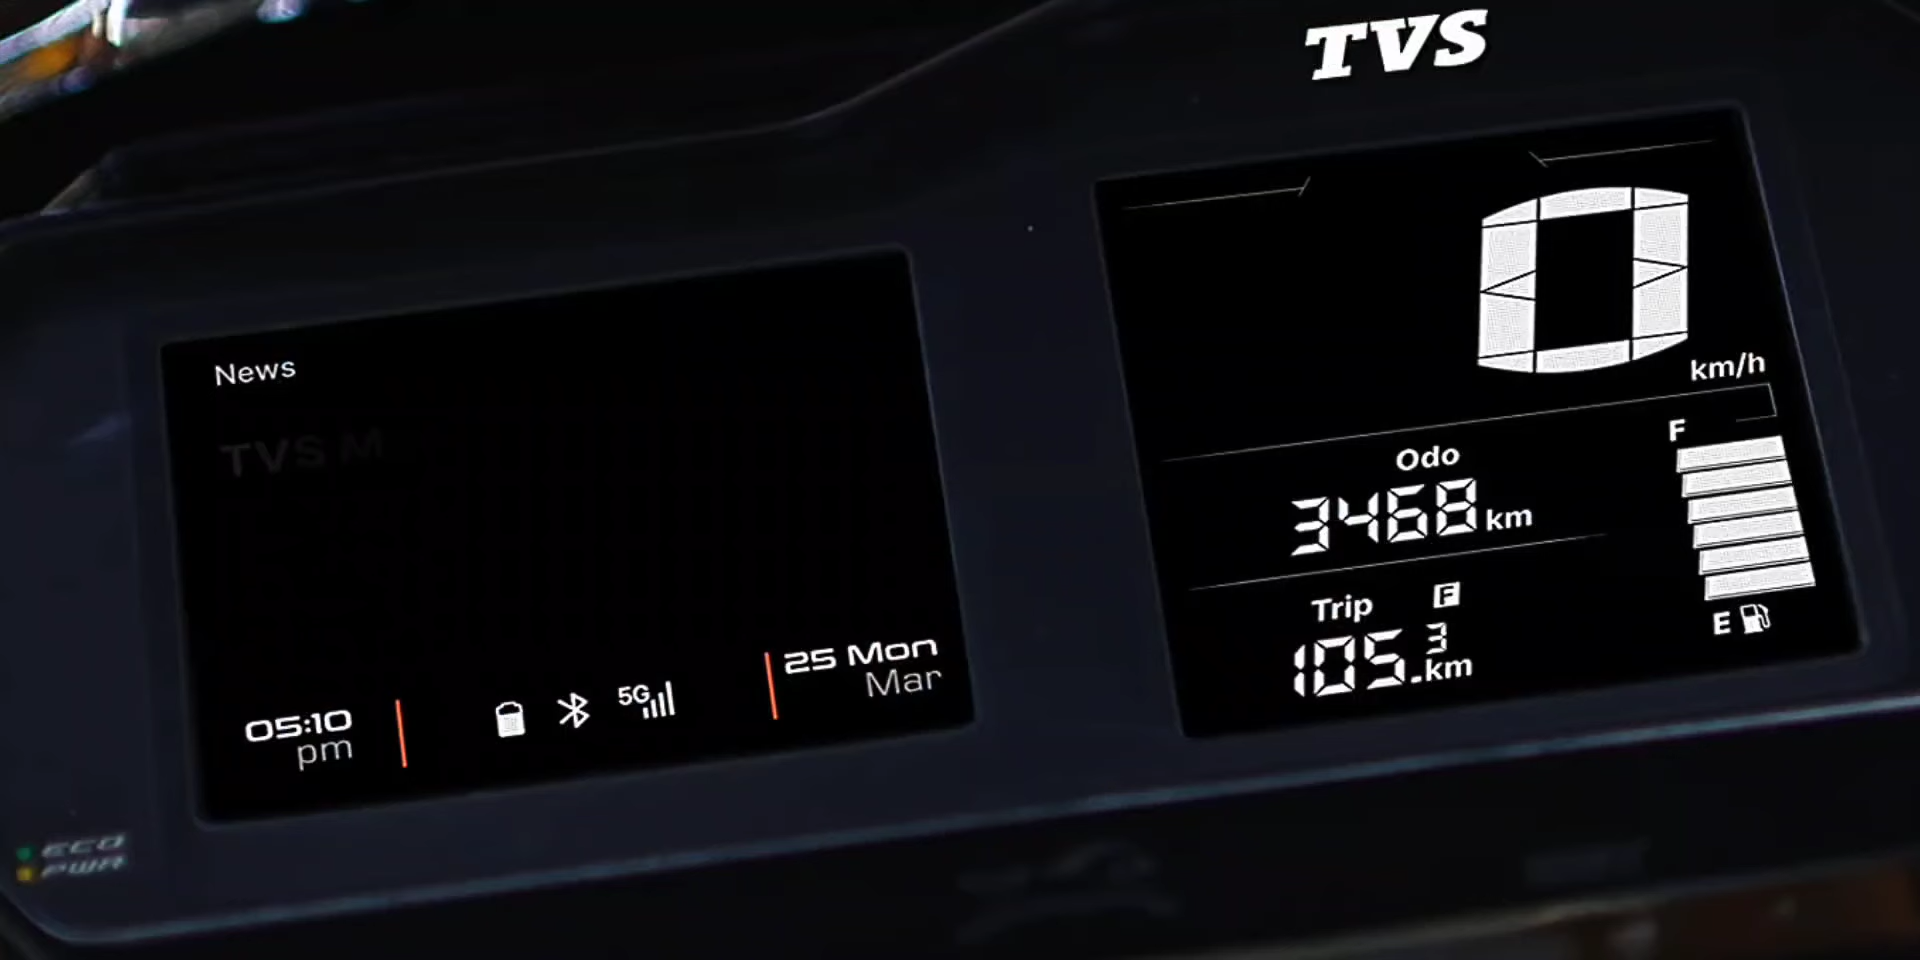 TVS
News
TVS M
05:10
pm
5G
25 Mon
Mar
ECO
PWR
0
km/h
Odo
3468 km
Trip F
105.3 km
F
E